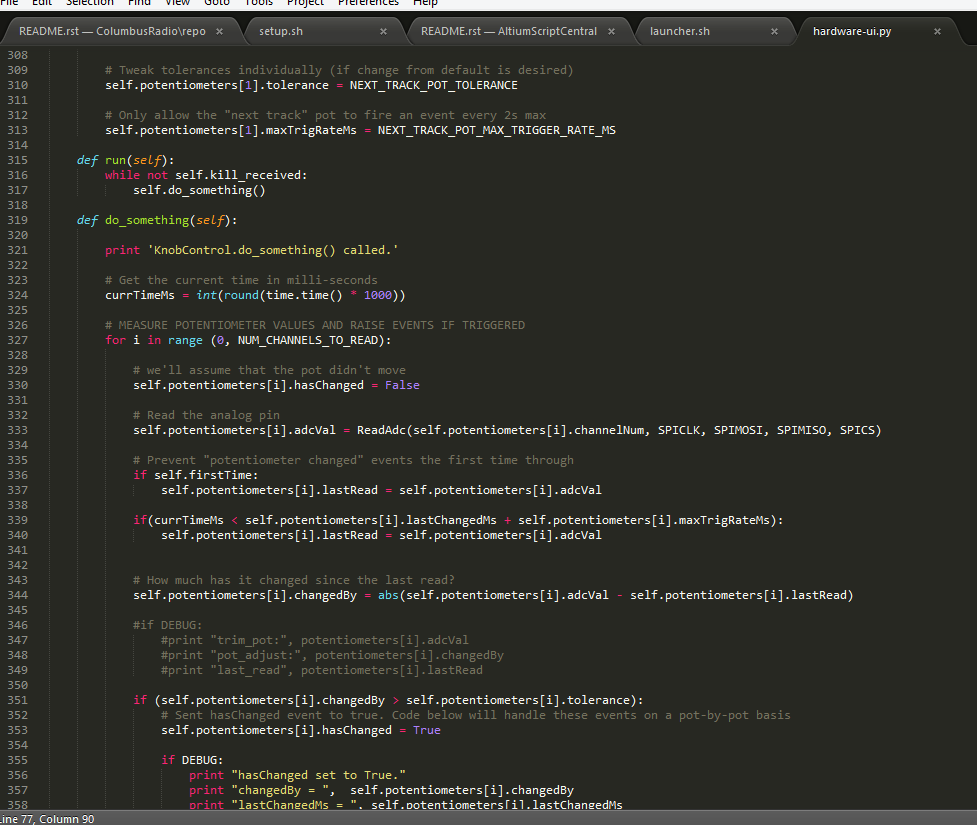 File Edit Selection Find View Goto Tools Project Preferences Help
README.rst — ColumbusRadio\repo × setup.sh × README.rst — AltiumScriptCentral × launcher.sh × hardware-ui.py ×
308
309 # Tweak tolerances individually (if change from default is desired)
310 self.potentiometers[1].tolerance = NEXT_TRACK_POT_TOLERANCE
311
312 # Only allow the "next track" pot to fire an event every 2s max
313 self.potentiometers[1].maxTrigRateMs = NEXT_TRACK_POT_MAX_TRIGGER_RATE_MS
314
315 def run(self):
316 while not self.kill_received:
317 self.do_something()
318
319 def do_something(self):
320
321 print 'KnobControl.do_something() called.'
322
323 # Get the current time in milli-seconds
324 currTimeMs = int(round(time.time() * 1000))
325
326 # MEASURE POTENTIOMETER VALUES AND RAISE EVENTS IF TRIGGERED
327 for i in range (0, NUM_CHANNELS_TO_READ):
328
329 # we'll assume that the pot didn't move
330 self.potentiometers[i].hasChanged = False
331
332 # Read the analog pin
333 self.potentiometers[i].adcVal = ReadAdc(self.potentiometers[i].channelNum, SPICLK, SPIMOSI, SPIMISO, SPICS)
334
335 # Prevent "potentiometer changed" events the first time through
336 if self.firstTime:
337 self.potentiometers[i].lastRead = self.potentiometers[i].adcVal
338
339 if(currTimeMs < self.potentiometers[i].lastChangedMs + self.potentiometers[i].maxTrigRateMs):
340 self.potentiometers[i].lastRead = self.potentiometers[i].adcVal
341
342
343 # How much has it changed since the last read?
344 self.potentiometers[i].changedBy = abs(self.potentiometers[i].adcVal - self.potentiometers[i].lastRead)
345
346 #if DEBUG:
347 #print "trim_pot:", potentiometers[i].adcVal
348 #print "pot_adjust:", potentiometers[i].changedBy
349 #print "last_read", potentiometers[i].lastRead
350
351 if (self.potentiometers[i].changedBy > self.potentiometers[i].tolerance):
352 # Sent hasChanged event to true. Code below will handle these events on a pot-by-pot basis
353 self.potentiometers[i].hasChanged = True
354
355 if DEBUG:
356 print "hasChanged set to True."
357 print "changedBy = ", self.potentiometers[i].changedBy
358 print "lastChangedMs = ", self.potentiometers[i].lastChangedMs
Line 77, Column 90